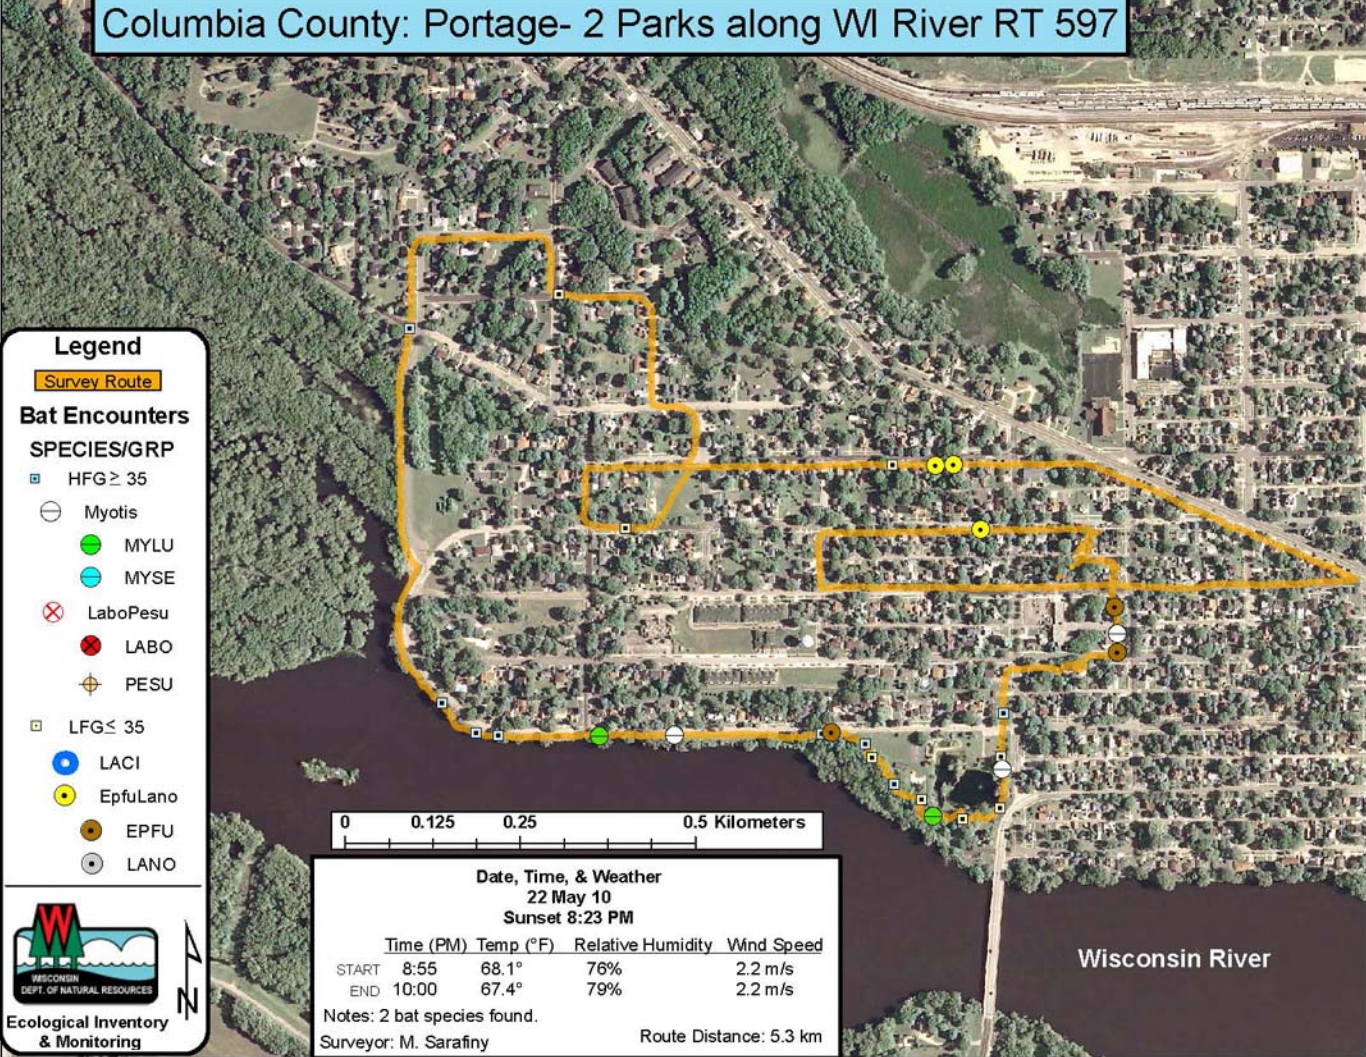 Columbia County: Portage- 2 Parks along WI River RT 597
Legend
Survey Route
Bat Encounters
SPECIES/GRP
HFG ≥ 35
Myotis
MYLU
MYSE
LaboPesu
LABO
PESU
LFG ≤ 35
LACI
EpfuLano
EPFU
LANO
W
WISCONSIN
DEPT. OF NATURAL RESOURCES
N
Ecological Inventory
& Monitoring
0 0.125 0.25 0.5 Kilometers
Date, Time, & Weather
22 May 10
Sunset 8:23 PM
Time (PM) Temp (°F) Relative Humidity Wind Speed
START 8:55 68.1° 76% 2.2 m/s
END 10:00 67.4° 79% 2.2 m/s
Notes: 2 bat species found.
Surveyor: M. Sarafiny Route Distance: 5.3 km
Wisconsin River